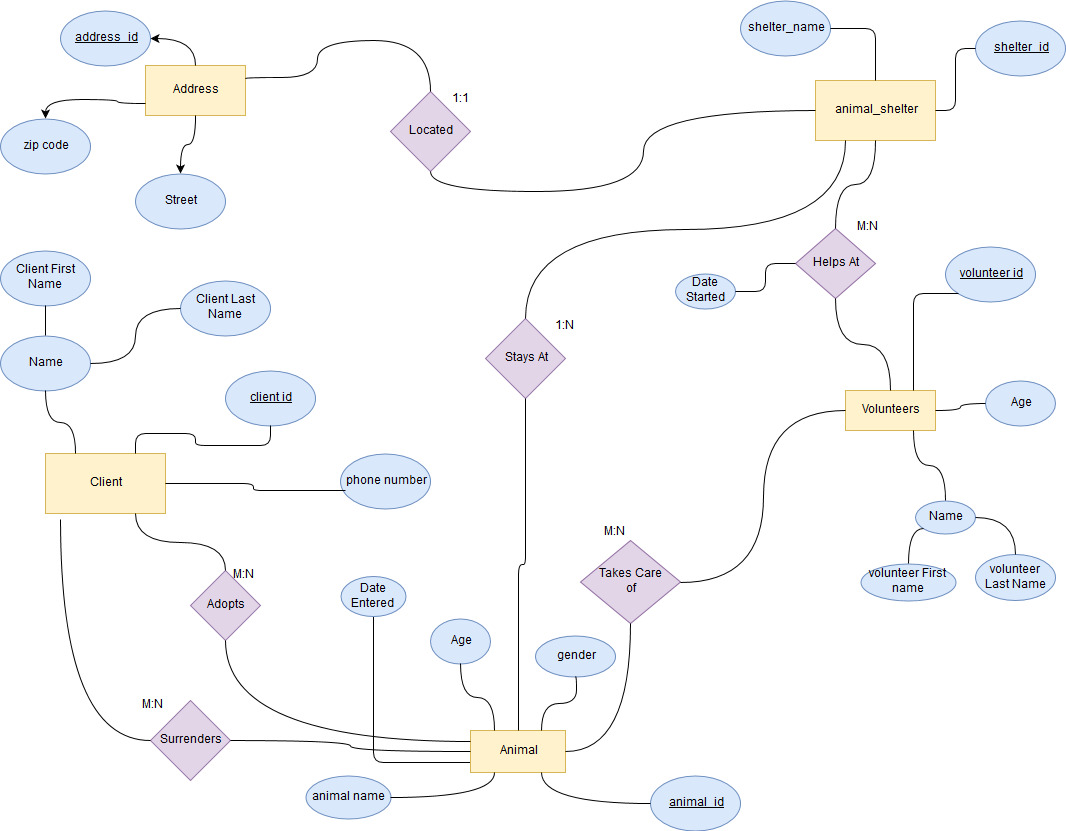 shelter_name
address_id
shelter_id
Address
1:1
animal_shelter
Located
zip code
Street
M:N
Client First
Name
Helps At
volunteer id
Date
Started
Client Last
Name
1:N
Name
Stays At
client id
Age
Volunteers
phone number
Client
Name
M:N
Takes Care
of
volunteer First
name
volunteer
Last Name
M:N
Adopts
Date
Entered
Age
gender
M:N
Surrenders
Animal
animal name
animal_id